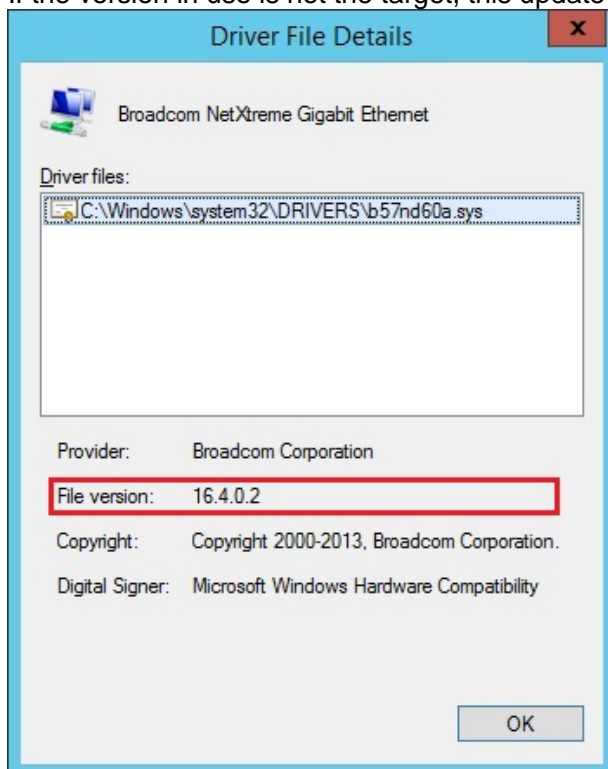 If the version in use is not the target, this update
Driver File Details
x
Broadcom NetXtreme Gigabit Ethernet
Driver files:
C:\Windows\system32\DRIVERS\b57nd60a.sys
Provider: Broadcom Corporation
File version: 16.4.0.2
Copyright: Copyright 2000-2013, Broadcom Corporation.
Digital Signer: Microsoft Windows Hardware Compatibility
OK